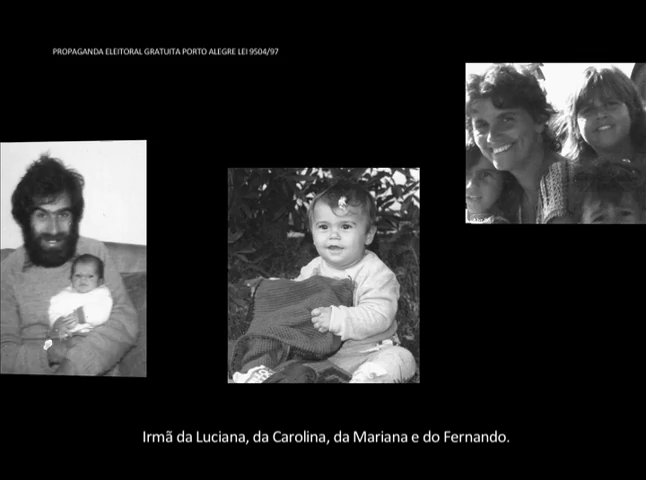 PROPAGANDA ELEITORAL GRATUITA PORTO ALEGRE LEI 9504/97
Irmã da Luciana, da Carolina, da Mariana e do Fernando.